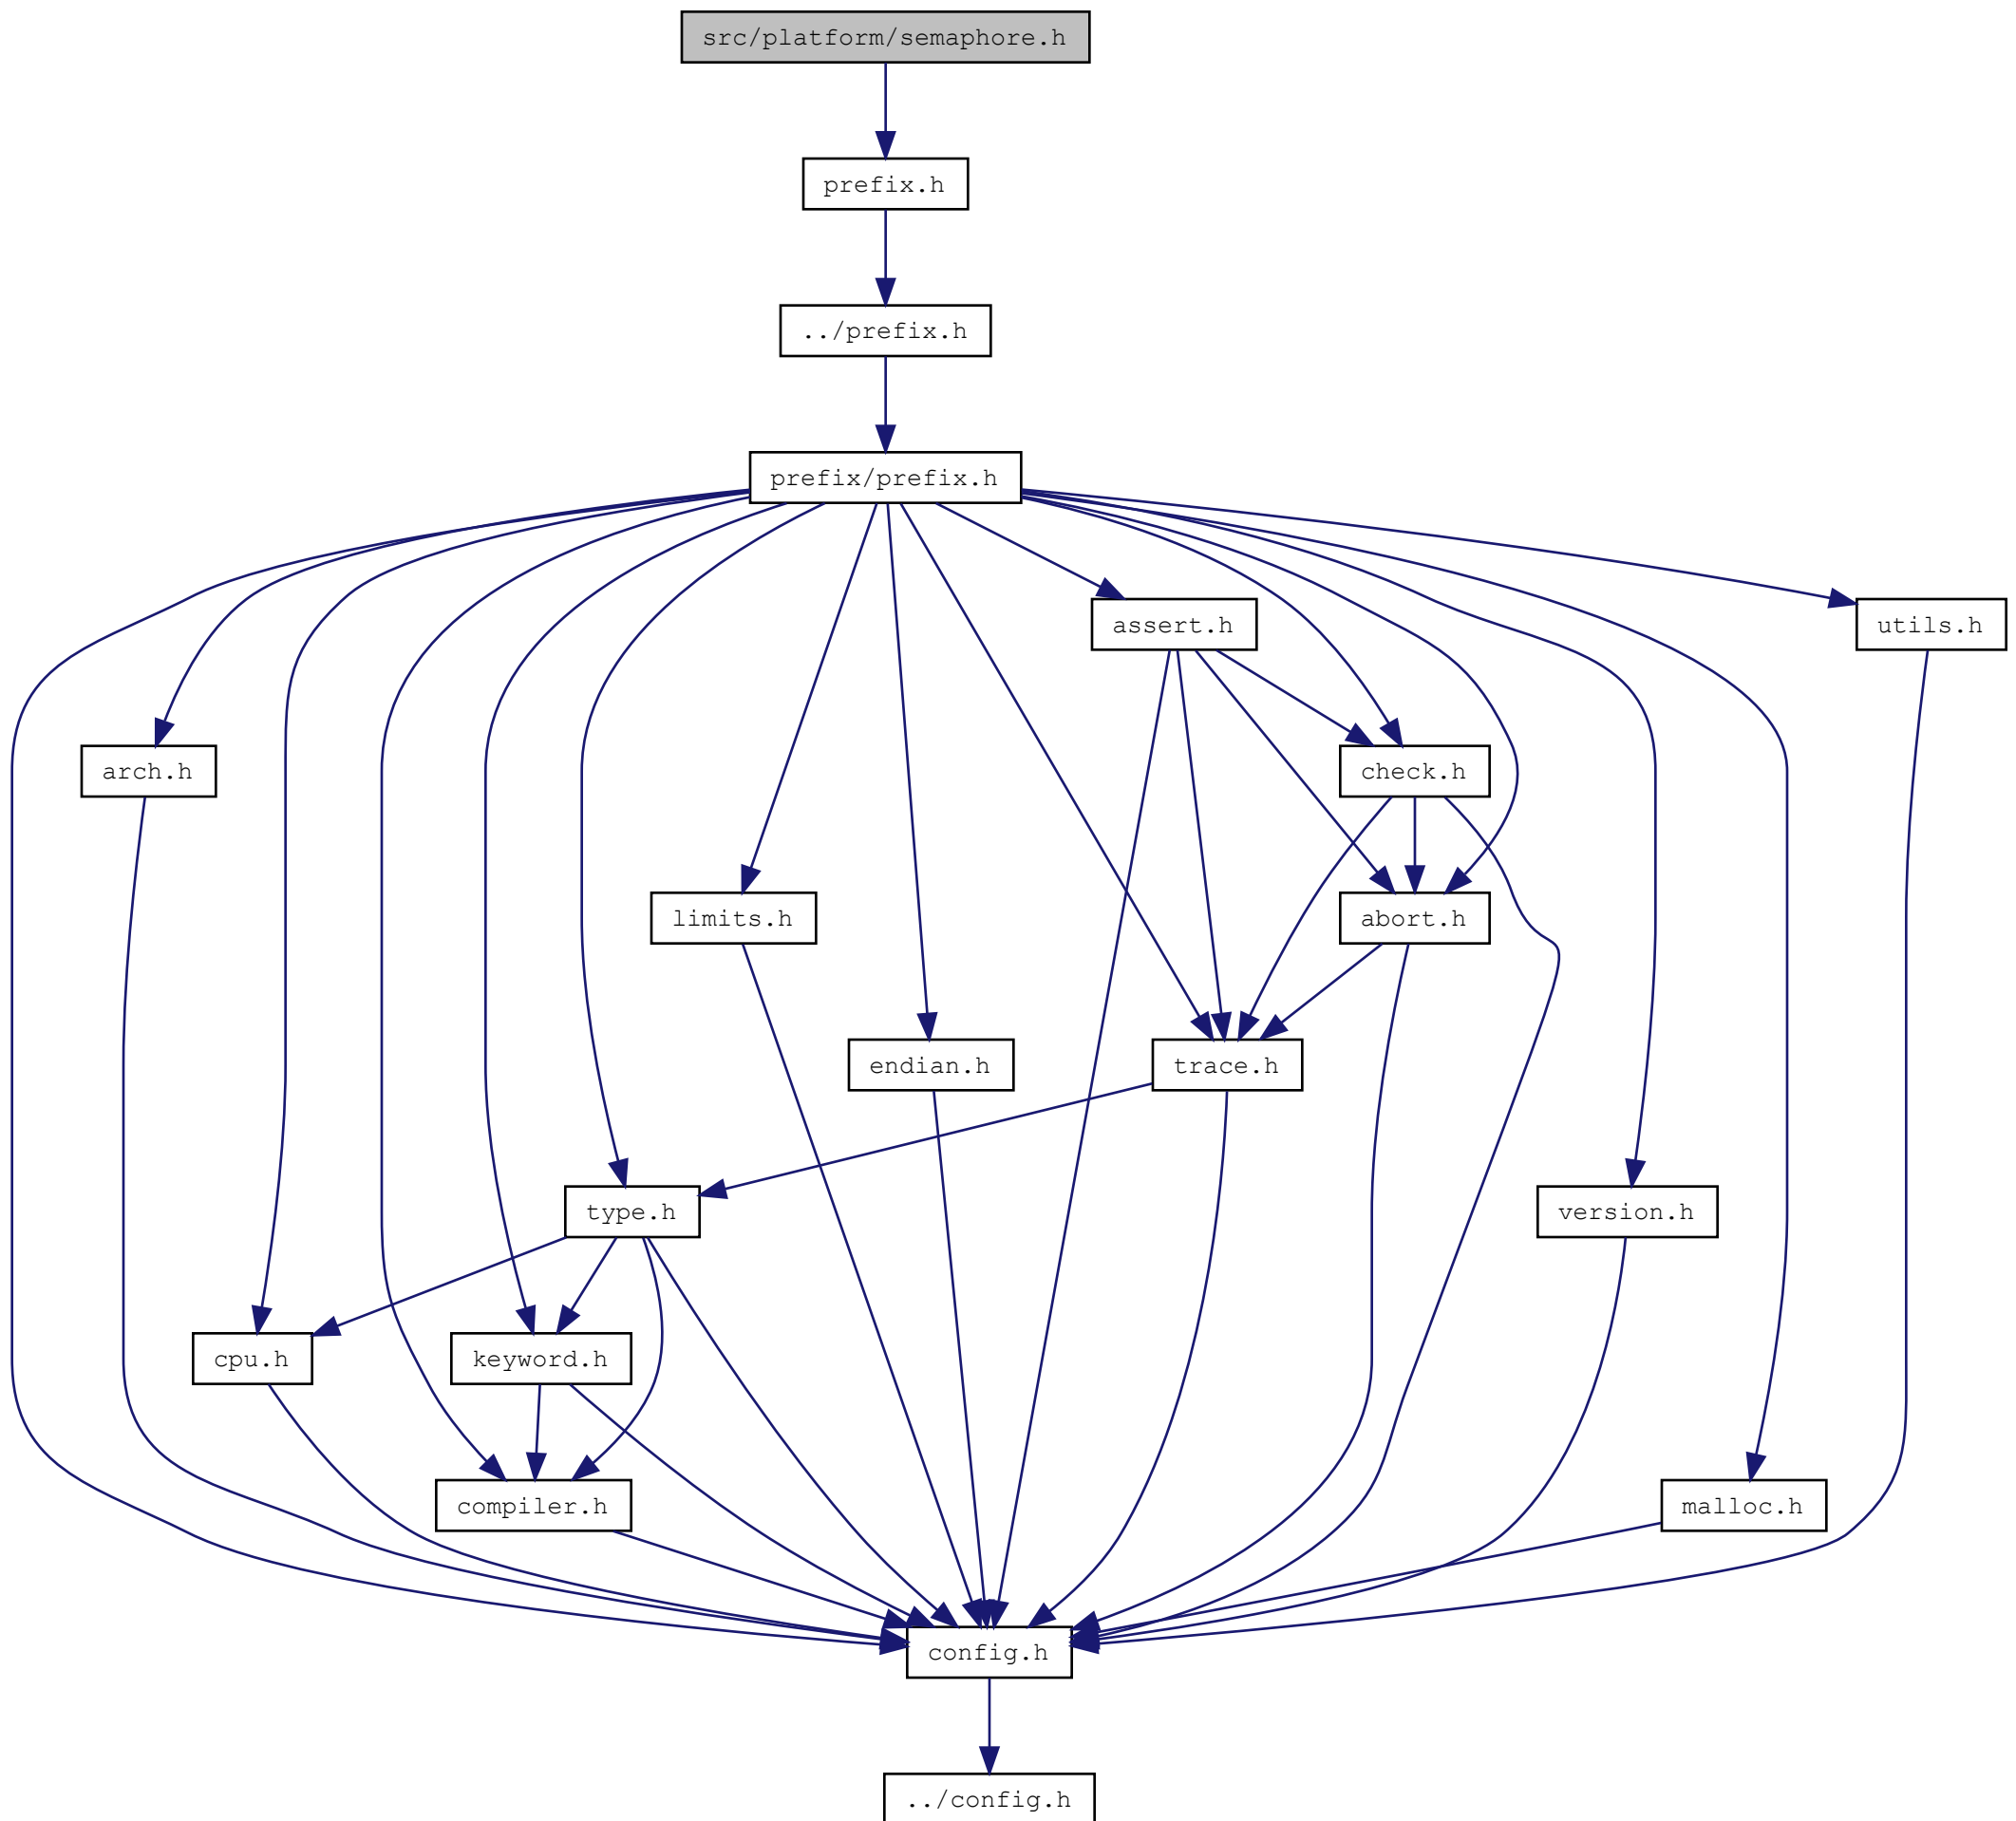 src/platform/semaphore.h
prefix.h
../prefix.h
prefix/prefix.h
assert.h
utils.h
arch.h
check.h
limits.h
abort.h
endian.h
trace.h
type.h
version.h
cpu.h
keyword.h
compiler.h
malloc.h
config.h
../config.h